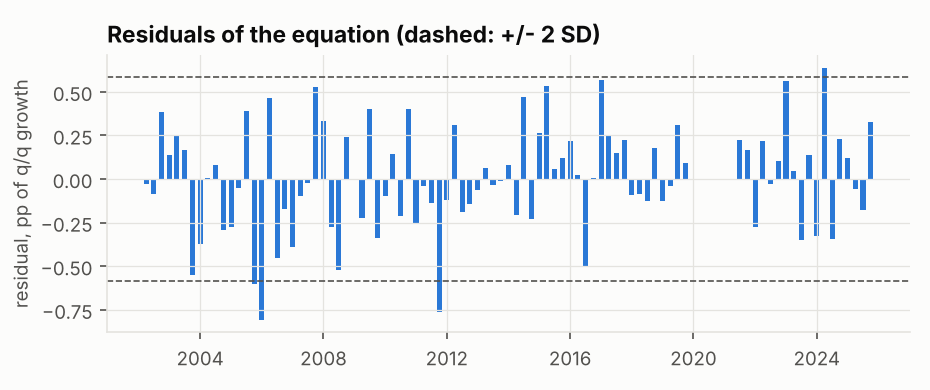 Residuals of the equation (dashed: +/- 2 SD)
residual, pp of q/q growth
0.50
0.25
0.00
−0.25
−0.50
−0.75
2004 2008 2012 2016 2020 2024